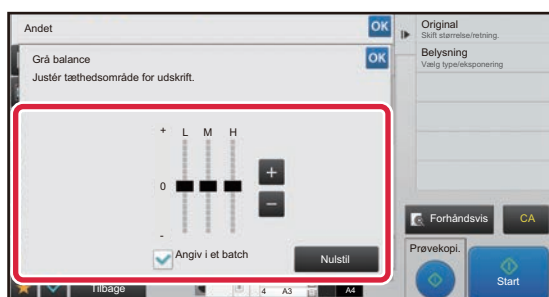 Andet
OK
Grå balance
OK
Justér tæthedsområde for udskrift.
+ L M H
+
0
-
Angiv i et batch
Nulstil
Tilbage
4 A3
A4
Original
Skift størrelse/retning.
Belysning
Vælg type/eksponering
Forhåndsvis
CA
Prøvekopi.
Start